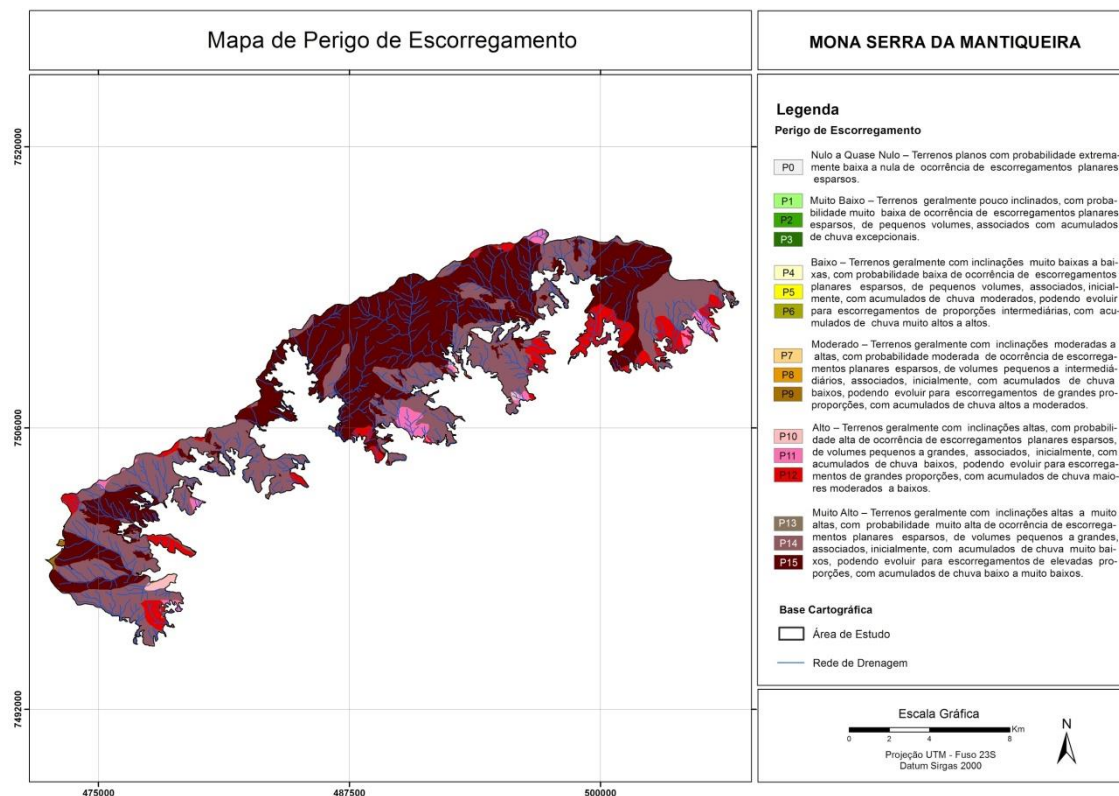 Mapa de Perigo de Escorregamento
MONA SERRA DA MANTIQUEIRA
7520000
7506000
7492000
475000
487500
500000
Legenda
Perigo de Escorregamento
P0
Nulo a Quase Nulo – Terrenos planos com probabilidade extrema-
mente baixa a nula de ocorrência de escorregamentos planares
esparsos.
P1
P2
P3
Muito Baixo – Terrenos geralmente pouco inclinados, com proba-
bilidade muito baixa de ocorrência de escorregamentos planares
esparsos, de pequenos volumes, associados com acumulados
de chuva excepcionais.
P4
P5
P6
Baixo – Terrenos geralmente com inclinações muito baixas a bai-
xas, com probabilidade baixa de ocorrência de escorregamentos
planares esparsos, de pequenos volumes, associados, inicial-
mente, com acumulados de chuva moderados, podendo evoluir
para escorregamentos de proporções intermediárias, com acu-
mulados de chuva muito altos a altos.
P7
P8
P9
Moderado – Terrenos geralmente com inclinações moderadas a
altas, com probabilidade moderada de ocorrência de escorrega-
mentos planares esparsos, de volumes pequenos a intermediá-
diários, associados, inicialmente, com acumulados de chuva
baixos, podendo evoluir para escorregamentos de grandes pro-
proporções, com acumulados de chuva altos a moderados.
P10
P11
P12
Alto – Terrenos geralmente com inclinações altas, com probabili-
dade alta de ocorrência de escorregamentos planares esparsos,
de volumes pequenos a grandes, associados, inicialmente, com
acumulados de chuva baixos, podendo evoluir para escorrega-
mentos de grandes proporções, com acumulados de chuva maio-
res moderados a baixos.
P13
P14
P15
Muito Alto – Terrenos geralmente com inclinações altas a muito
altas, com probabilidade muito alta de ocorrência de escorrega-
mentos planares esparsos, de volumes pequenos a grandes,
associados, inicialmente, com acumulados de chuva muito bai-
xos, podendo evoluir para escorregamentos de elevadas pro-
porções, com acumulados de chuva baixo a muito baixos.
Base Cartográfica
Área de Estudo
Rede de Drenagem
Escala Gráfica
Km
0 2 4 8
Projeção UTM - Fuso 23S
Datum Sirgas 2000
N